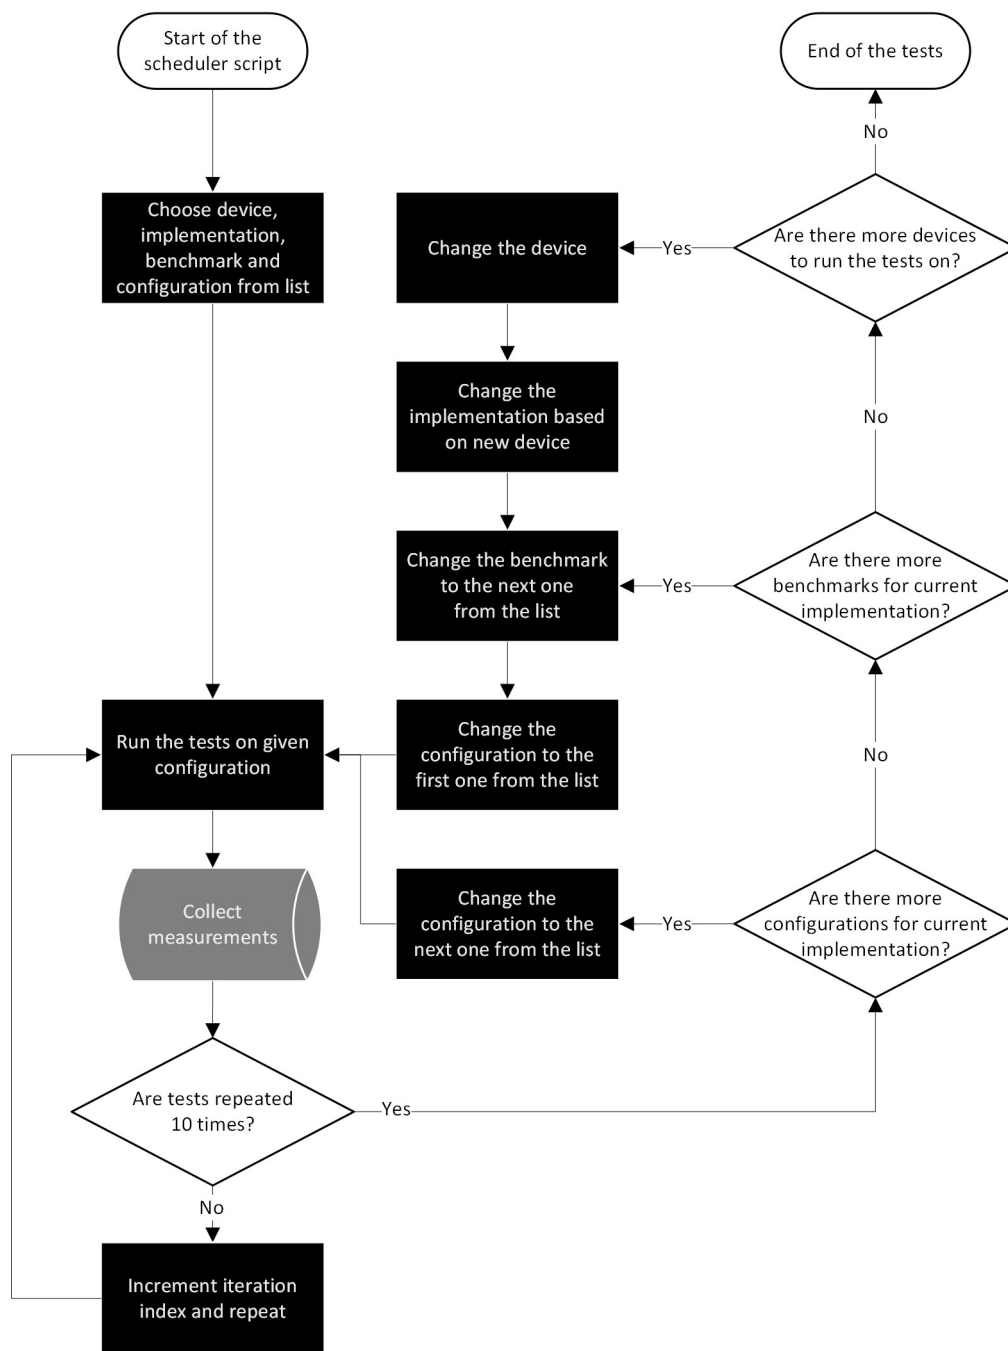 Start of the
scheduler script
End of the tests
No
Choose device,
implementation,
benchmark and
configuration from list
Change the device
Yes
Are there more devices
to run the tests on?
Change the
implementation based
on new device
No
Change the benchmark
to the next one
from the list
Yes
Are there more
benchmarks for current
implementation?
Run the tests on given
configuration
Change the
configuration to the
first one from the list
No
Collect
measurements
Change the
configuration to the
next one from the list
Yes
Are there more
configurations for current
implementation?
Are tests repeated
10 times?
Yes
No
Increment iteration
index and repeat